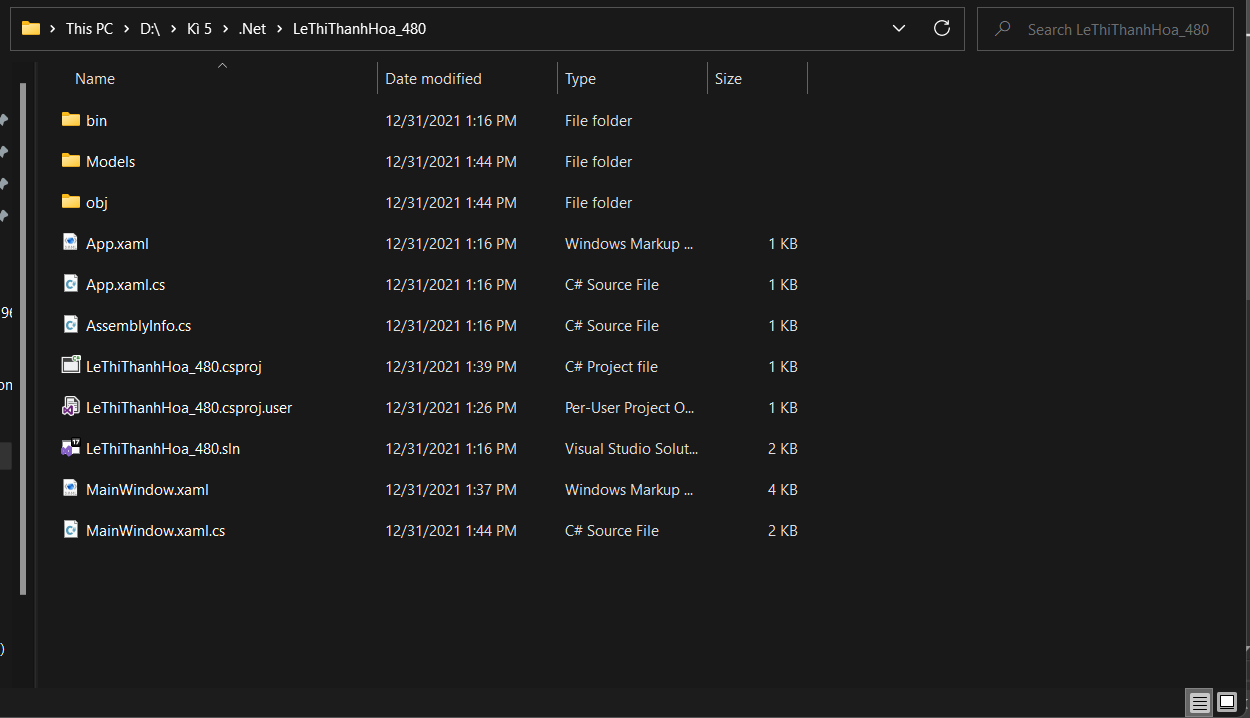 This PC > D:\ > Kì 5 > .Net > LeThiThanhHoa_480
Search LeThiThanhHoa_480
Name Date modified Type Size
bin 12/31/2021 1:16 PM File folder
Models 12/31/2021 1:44 PM File folder
obj 12/31/2021 1:44 PM File folder
App.xaml 12/31/2021 1:16 PM Windows Markup ... 1 KB
App.xaml.cs 12/31/2021 1:16 PM C# Source File 1 KB
AssemblyInfo.cs 12/31/2021 1:16 PM C# Source File 1 KB
LeThiThanhHoa_480.csproj 12/31/2021 1:39 PM C# Project file 1 KB
LeThiThanhHoa_480.csproj.user 12/31/2021 1:26 PM Per-User Project O... 1 KB
LeThiThanhHoa_480.sln 12/31/2021 1:16 PM Visual Studio Solut... 2 KB
MainWindow.xaml 12/31/2021 1:37 PM Windows Markup ... 4 KB
MainWindow.xaml.cs 12/31/2021 1:44 PM C# Source File 2 KB